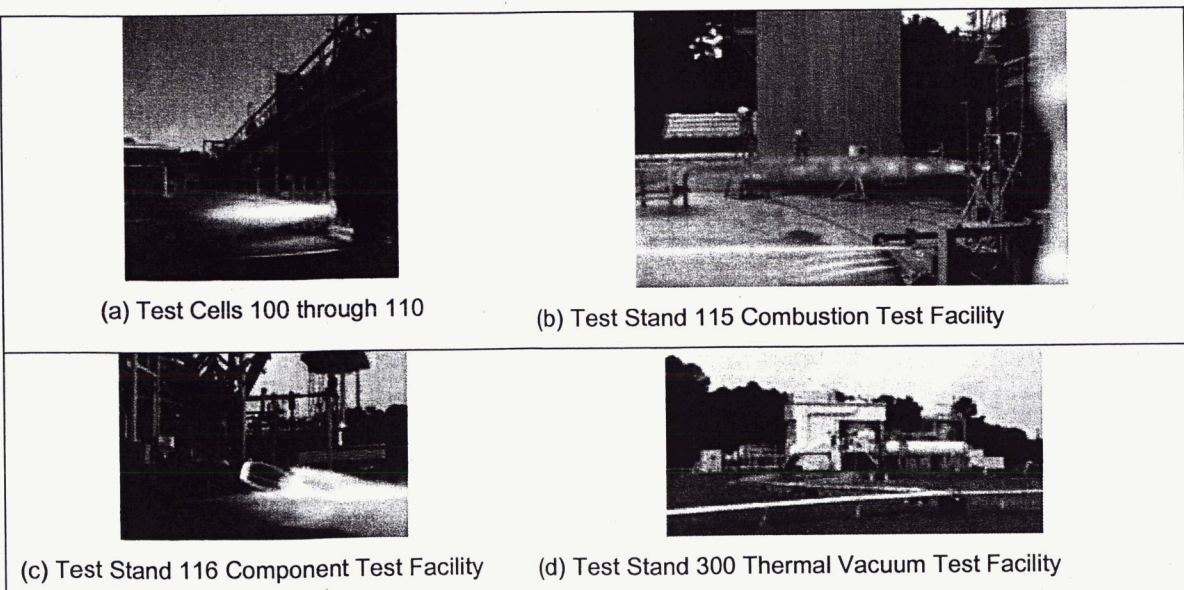 (a) Test Cells 100 through 110
(b) Test Stand 115 Combustion Test Facility
(c) Test Stand 116 Component Test Facility
(d) Test Stand 300 Thermal Vacuum Test Facility